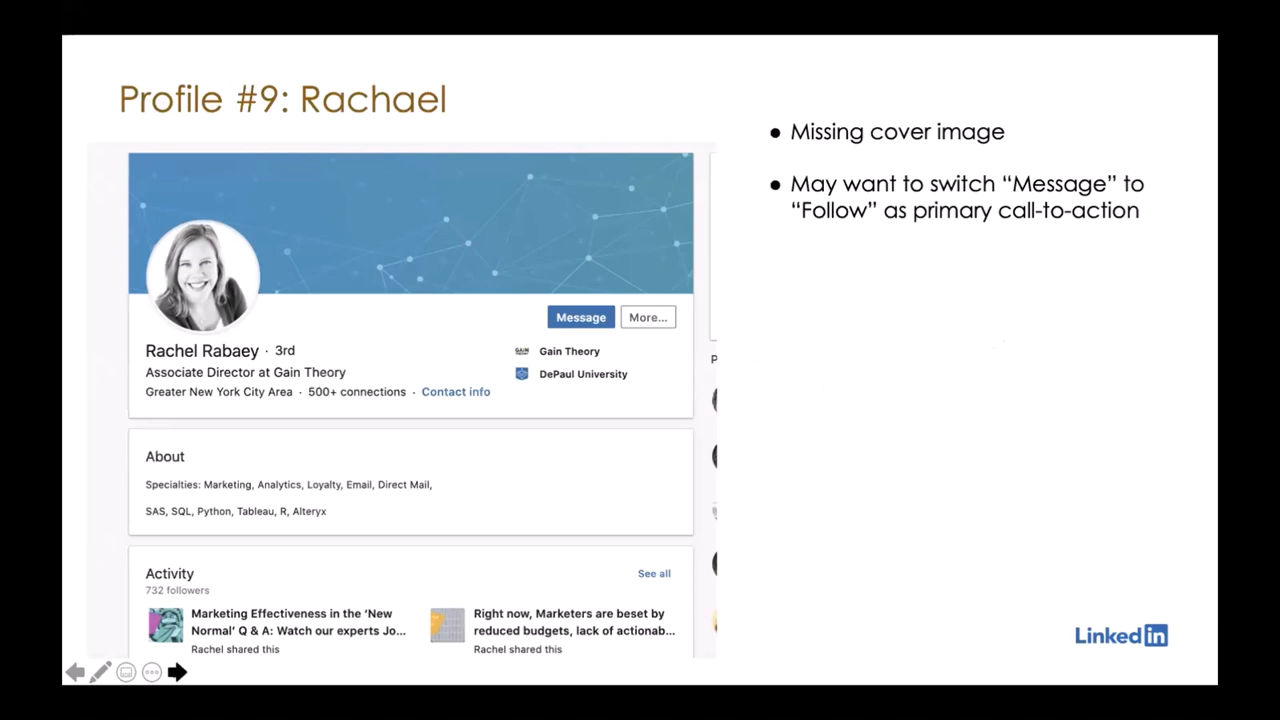 Profile #9: Rachael
● Missing cover image
● May want to switch “Message” to
“Follow” as primary call-to-action
Message
More...
Rachel Rabaey · 3rd
Associate Director at Gain Theory
Greater New York City Area · 500+ connections · Contact info
Gain Theory
DePaul University
P
About
Specialties: Marketing, Analytics, Loyalty, Email, Direct Mail,
SAS, SQL, Python, Tableau, R, Alteryx
Activity
See all
732 followers
Marketing Effectiveness in the ‘New
Normal’ Q & A: Watch our experts Jo...
Rachel shared this
Right now, Marketers are beset by
reduced budgets, lack of actionab...
Rachel shared this
LinkedIn